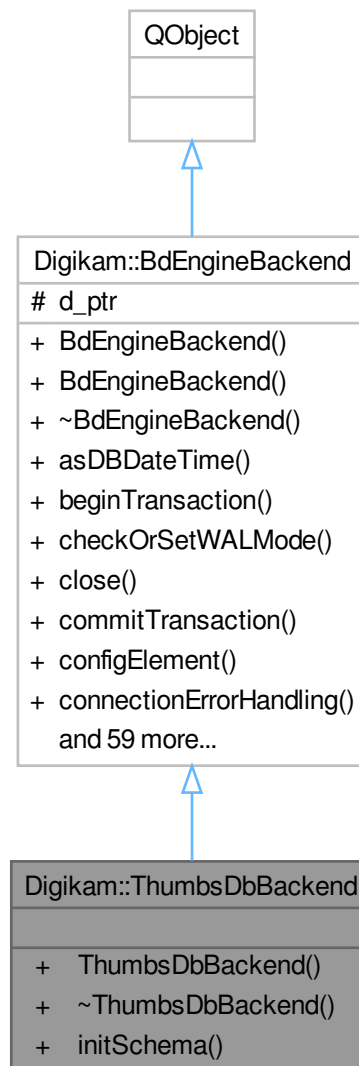 QObject
Digikam::BdEngineBackend
# d_ptr
+ BdEngineBackend()
+ BdEngineBackend()
+ ~BdEngineBackend()
+ asDBDateTime()
+ beginTransaction()
+ checkOrSetWALMode()
+ close()
+ commitTransaction()
+ configElement()
+ connectionErrorHandling()
and 59 more...
Digikam::ThumbsDbBackend
+ ThumbsDbBackend()
+ ~ThumbsDbBackend()
+ initSchema()